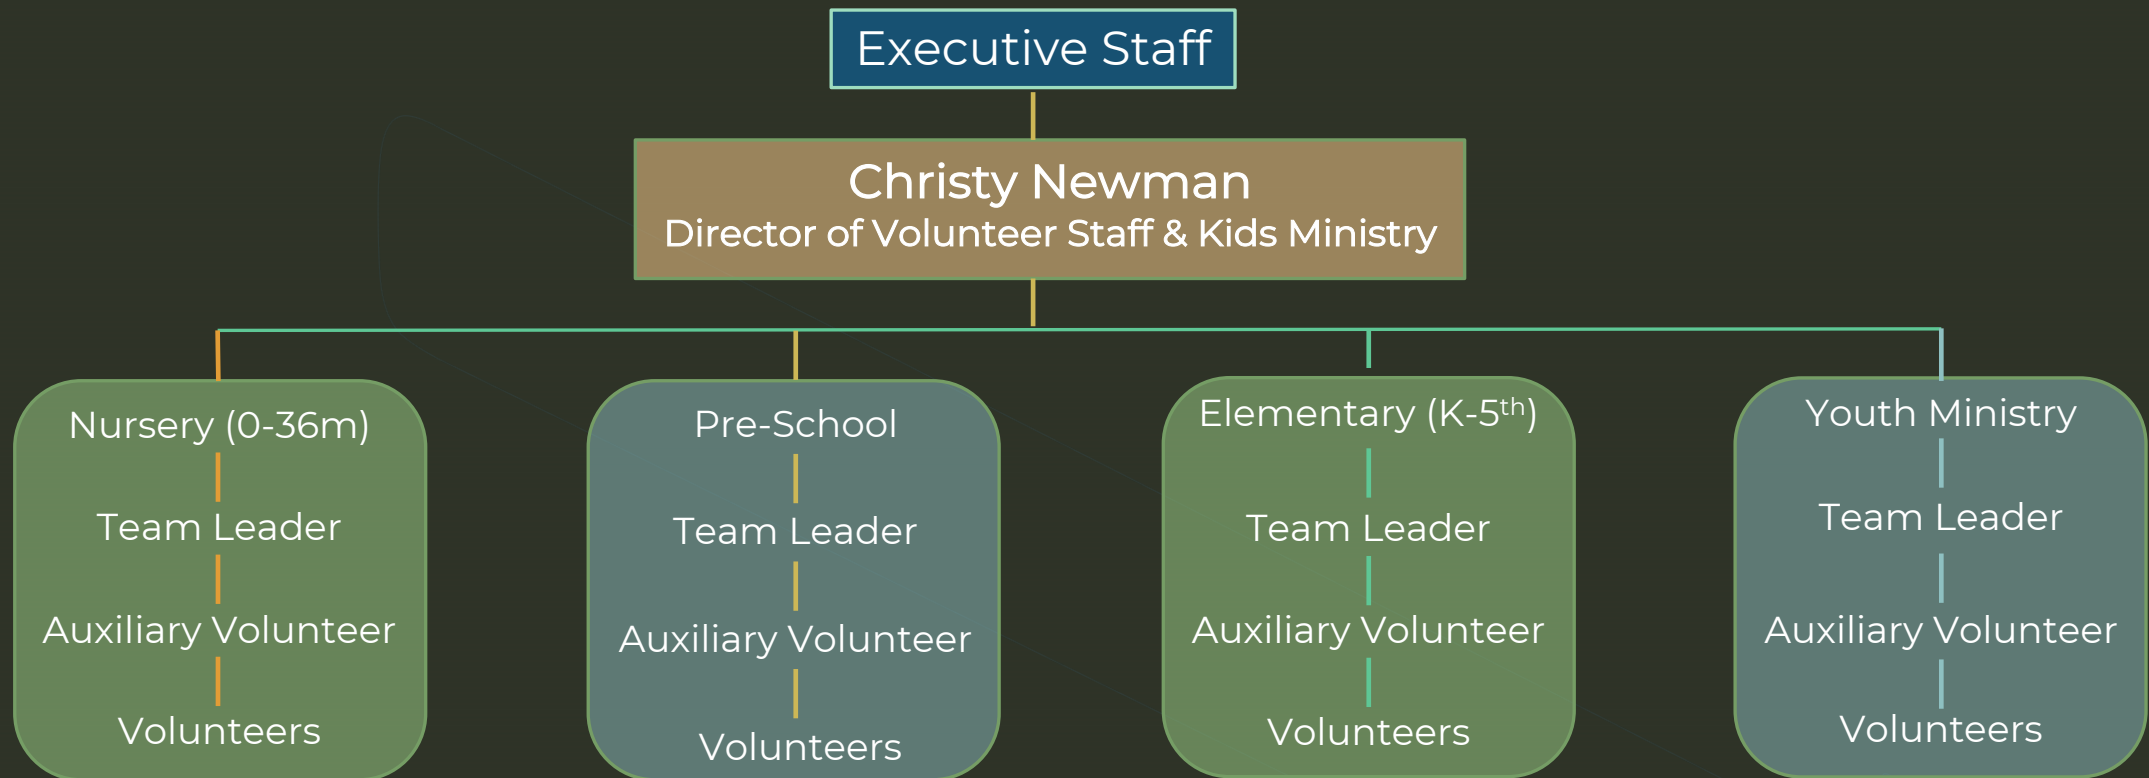 Executive Staff
Christy Newman
Director of Volunteer Staff & Kids Ministry
Nursery (0-36m)
Team Leader
Auxiliary Volunteer
Volunteers
Pre-School
Team Leader
Auxiliary Volunteer
Volunteers
Elementary (K-5th)
Team Leader
Auxiliary Volunteer
Volunteers
Youth Ministry
Team Leader
Auxiliary Volunteer
Volunteers